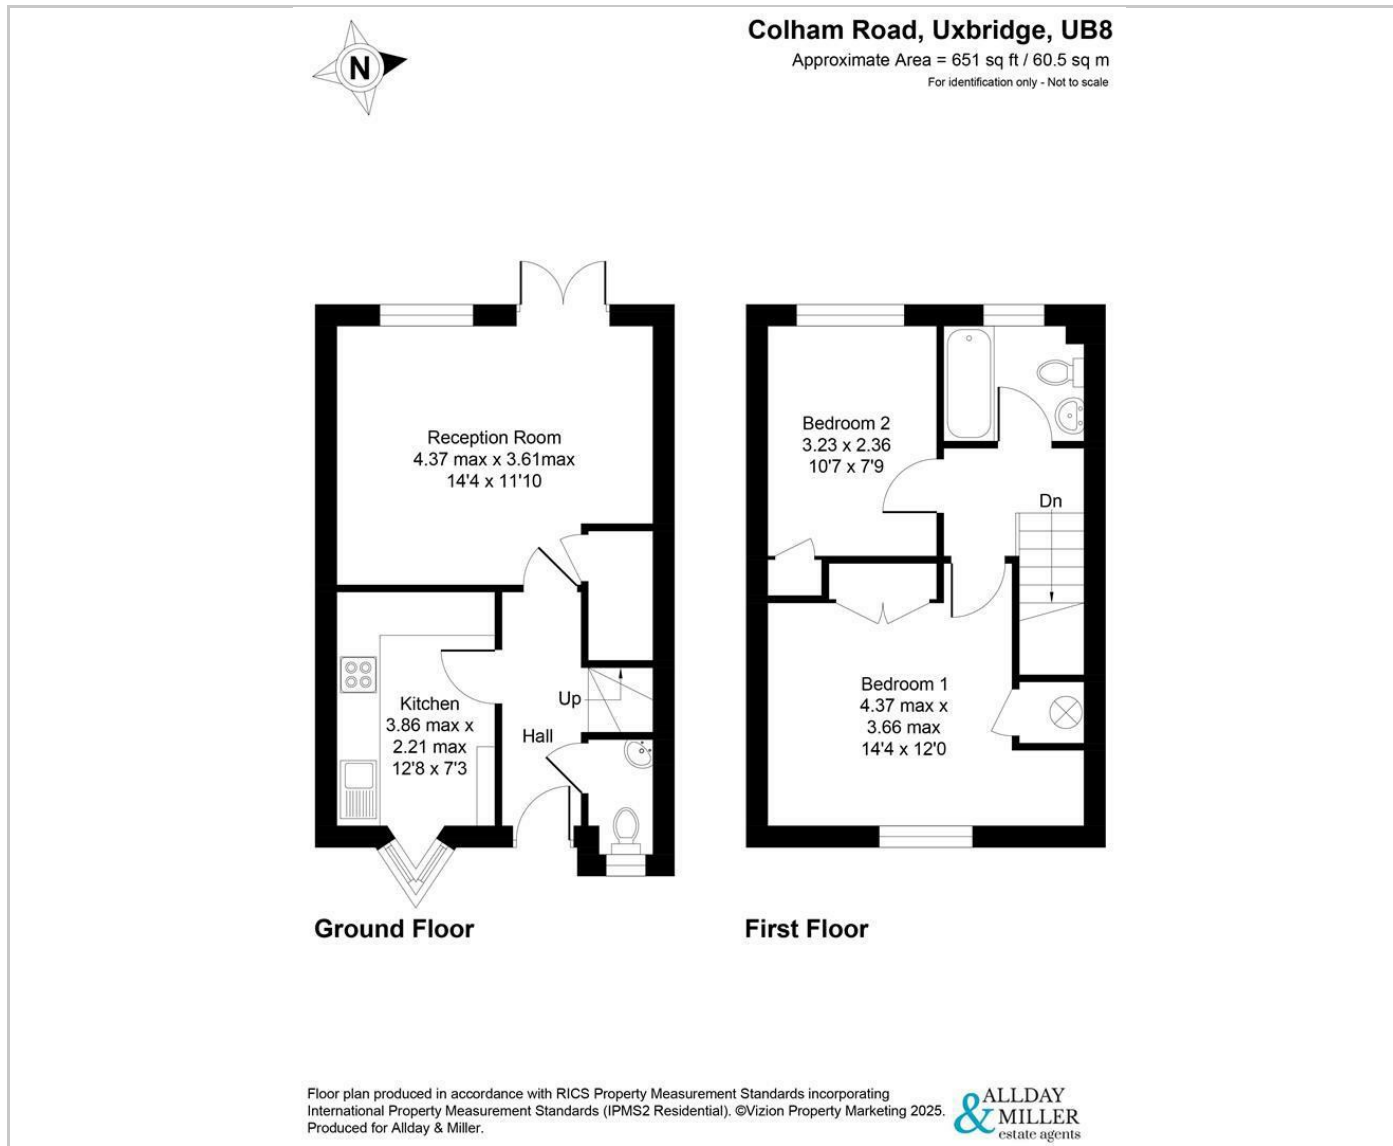 N
Colham Road, Uxbridge, UB8
Approximate Area = 651 sq ft / 60.5 sq m
For identification only - Not to scale
Reception Room
4.37 max x 3.61max
14'4 x 11'10
Kitchen
3.86 max x
2.21 max
12'8 x 7'3
Hall
Up
Ground Floor
Bedroom 2
3.23 x 2.36
10'7 x 7'9
Dn
Bedroom 1
4.37 max x
3.66 max
14'4 x 12'0
First Floor
Floor plan produced in accordance with RICS Property Measurement Standards incorporating
International Property Measurement Standards (IPMS2 Residential). ©Vizion Property Marketing 2025.
Produced for Allday & Miller.
ALLDAY
& MILLER
estate agents